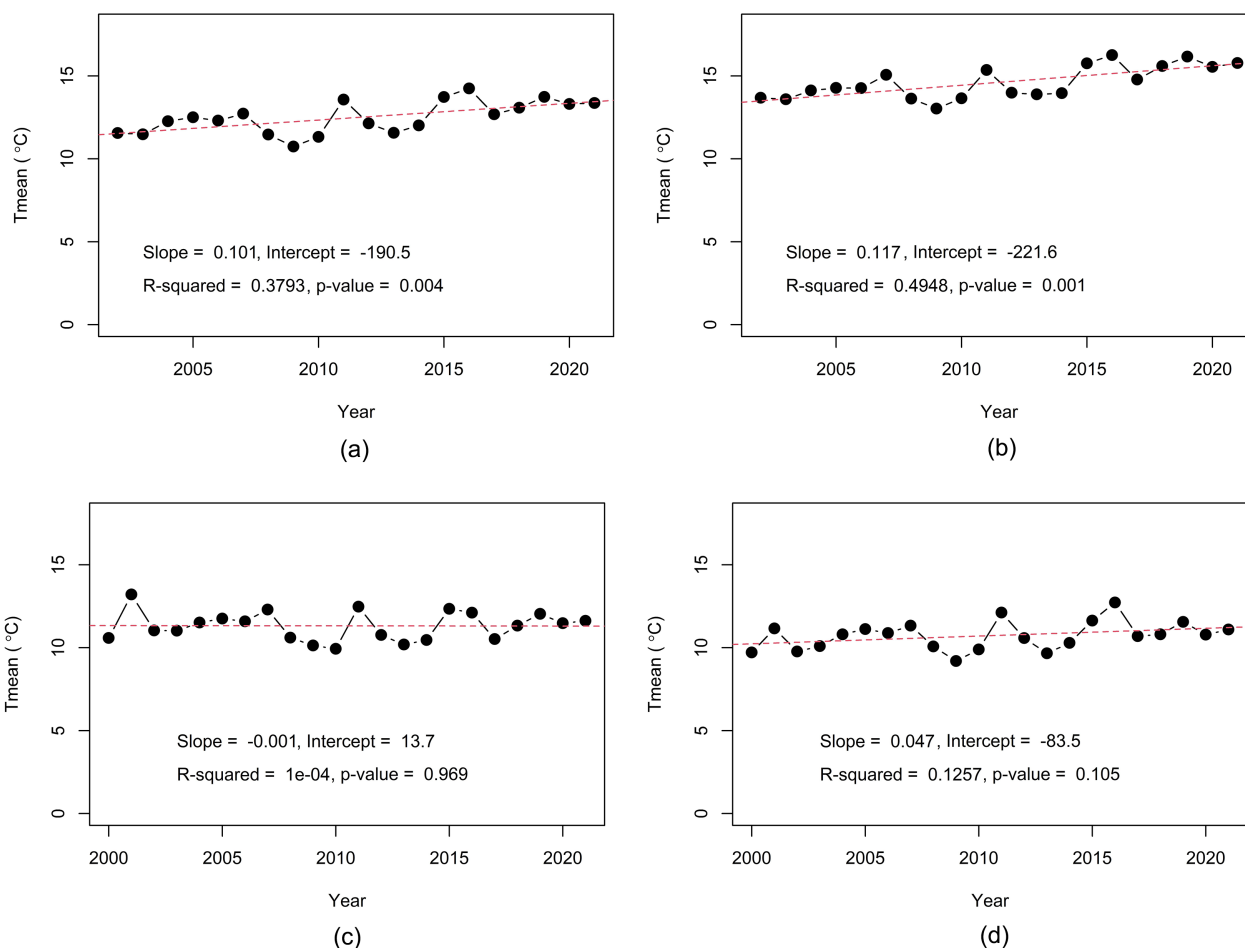 15
10
5
0
Tmean ( °C)
Slope = 0.101, Intercept = -190.5
R-squared = 0.3793, p-value = 0.004
2005 2010 2015 2020
Year
(a)
15
10
5
0
Tmean ( °C)
Slope = 0.117, Intercept = -221.6
R-squared = 0.4948, p-value = 0.001
2005 2010 2015 2020
Year
(b)
15
10
5
0
Tmean ( °C)
Slope = -0.001, Intercept = 13.7
R-squared = 1e-04, p-value = 0.969
2000 2005 2010 2015 2020
Year
(c)
15
10
5
0
Tmean ( °C)
Slope = 0.047, Intercept = -83.5
R-squared = 0.1257, p-value = 0.105
2000 2005 2010 2015 2020
Year
(d)